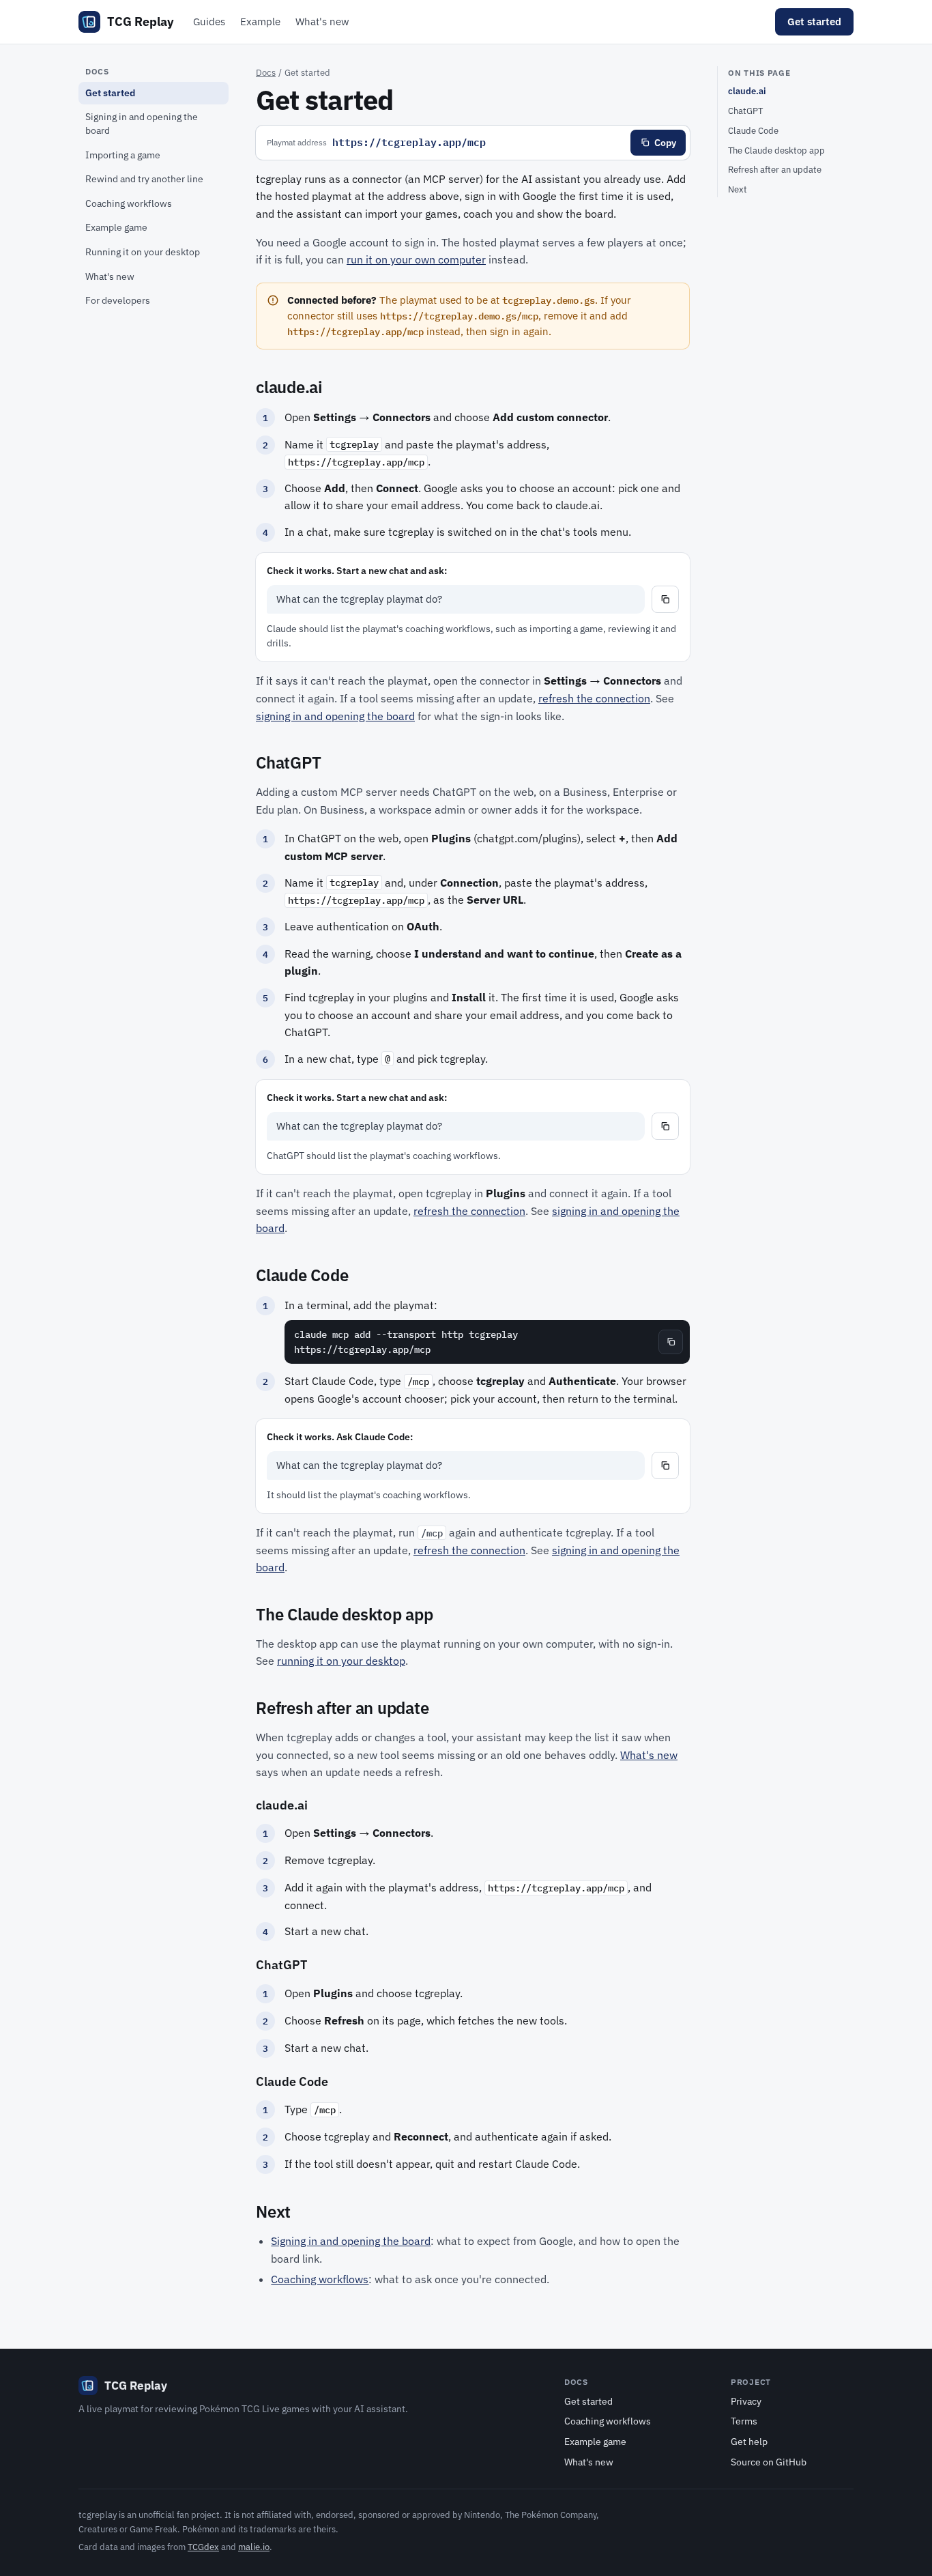 TCG Replay
Guides
Example
What's new
Get started
DOCS
Get started
Signing in and opening the
board
Importing a game
Rewind and try another line
Coaching workflows
Example game
Running it on your desktop
What's new
For developers
Docs / Get started
Get started
Playmat address https://tcgreplay.app/mcp
Copy
tcgreplay runs as a connector (an MCP server) for the AI assistant you already use. Add
the hosted playmat at the address above, sign in with Google the first time it is used,
and the assistant can import your games, coach you and show the board.
You need a Google account to sign in. The hosted playmat serves a few players at once;
if it is full, you can run it on your own computer instead.
Connected before? The playmat used to be at tcgreplay.demo.gs. If your
connector still uses https://tcgreplay.demo.gs/mcp, remove it and add
https://tcgreplay.app/mcp instead, then sign in again.
claude.ai
1 Open Settings → Connectors and choose Add custom connector.
2 Name it tcgreplay and paste the playmat's address,
https://tcgreplay.app/mcp.
3 Choose Add, then Connect. Google asks you to choose an account: pick one and
allow it to share your email address. You come back to claude.ai.
4 In a chat, make sure tcgreplay is switched on in the chat's tools menu.
Check it works. Start a new chat and ask:
What can the tcgreplay playmat do?
Claude should list the playmat's coaching workflows, such as importing a game, reviewing it and
drills.
If it says it can't reach the playmat, open the connector in Settings → Connectors and
connect it again. If a tool seems missing after an update, refresh the connection. See
signing in and opening the board for what the sign-in looks like.
ChatGPT
Adding a custom MCP server needs ChatGPT on the web, on a Business, Enterprise or
Edu plan. On Business, a workspace admin or owner adds it for the workspace.
1 In ChatGPT on the web, open Plugins (chatgpt.com/plugins), select +, then Add
custom MCP server.
2 Name it tcgreplay and, under Connection, paste the playmat's address,
https://tcgreplay.app/mcp, as the Server URL.
3 Leave authentication on OAuth.
4 Read the warning, choose I understand and want to continue, then Create as a
plugin.
5 Find tcgreplay in your plugins and Install it. The first time it is used, Google asks
you to choose an account and share your email address, and you come back to
ChatGPT.
6 In a new chat, type @ and pick tcgreplay.
Check it works. Start a new chat and ask:
What can the tcgreplay playmat do?
ChatGPT should list the playmat's coaching workflows.
If it can't reach the playmat, open tcgreplay in Plugins and connect it again. If a tool
seems missing after an update, refresh the connection. See signing in and opening the
board.
Claude Code
1 In a terminal, add the playmat:
claude mcp add --transport http tcgreplay
https://tcgreplay.app/mcp
2 Start Claude Code, type /mcp, choose tcgreplay and Authenticate. Your browser
opens Google's account chooser; pick your account, then return to the terminal.
Check it works. Ask Claude Code:
What can the tcgreplay playmat do?
It should list the playmat's coaching workflows.
If it can't reach the playmat, run /mcp again and authenticate tcgreplay. If a tool
seems missing after an update, refresh the connection. See signing in and opening the
board.
The Claude desktop app
The desktop app can use the playmat running on your own computer, with no sign-in.
See running it on your desktop.
Refresh after an update
When tcgreplay adds or changes a tool, your assistant may keep the list it saw when
you connected, so a new tool seems missing or an old one behaves oddly. What's new
says when an update needs a refresh.
claude.ai
1 Open Settings → Connectors.
2 Remove tcgreplay.
3 Add it again with the playmat's address, https://tcgreplay.app/mcp, and
connect.
4 Start a new chat.
ChatGPT
1 Open Plugins and choose tcgreplay.
2 Choose Refresh on its page, which fetches the new tools.
3 Start a new chat.
Claude Code
1 Type /mcp.
2 Choose tcgreplay and Reconnect, and authenticate again if asked.
3 If the tool still doesn't appear, quit and restart Claude Code.
Next
• Signing in and opening the board: what to expect from Google, and how to open the
board link.
• Coaching workflows: what to ask once you're connected.
ON THIS PAGE
claude.ai
ChatGPT
Claude Code
The Claude desktop app
Refresh after an update
Next
TCG Replay
A live playmat for reviewing Pokémon TCG Live games with your AI assistant.
DOCS
Get started
Coaching workflows
Example game
What's new
PROJECT
Privacy
Terms
Get help
Source on GitHub
tcgreplay is an unofficial fan project. It is not affiliated with, endorsed, sponsored or approved by Nintendo, The Pokémon Company,
Creatures or Game Freak. Pokémon and its trademarks are theirs.
Card data and images from TCGdex and malie.io.